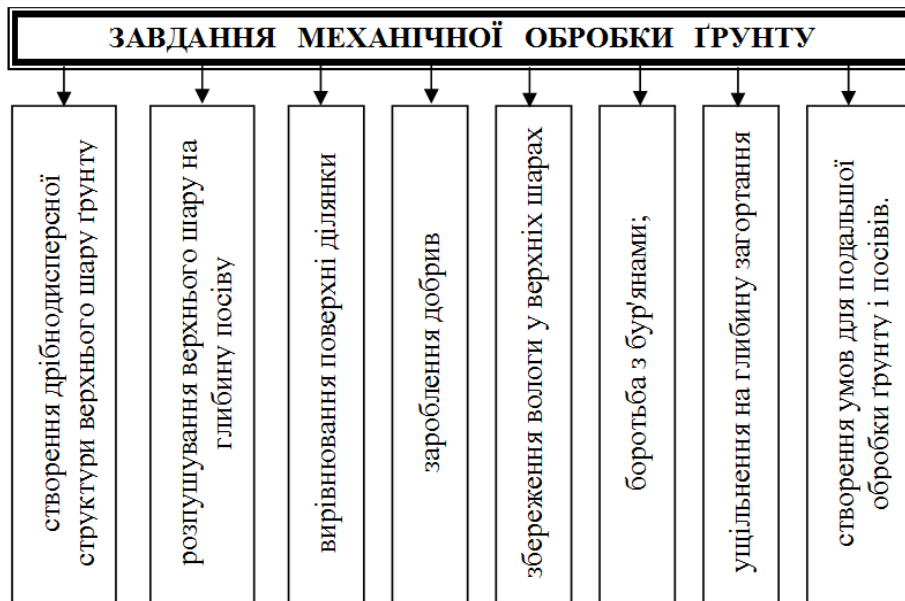 ЗАВДАННЯ МЕХАНІЧНОЇ ОБРОБКИ ҐРУНТУ
створення дрібнодисперсної
структури верхнього шару ґрунту
розпушування верхнього шару на
глибину посіву
вирівнювання поверхні ділянки
зароблення добрив
збереження вологи у верхніх шарах
боротьба з бур'янами;
ущільнення на глибину загортання
створення умов для подальшої
обробки ґрунту і посівів.